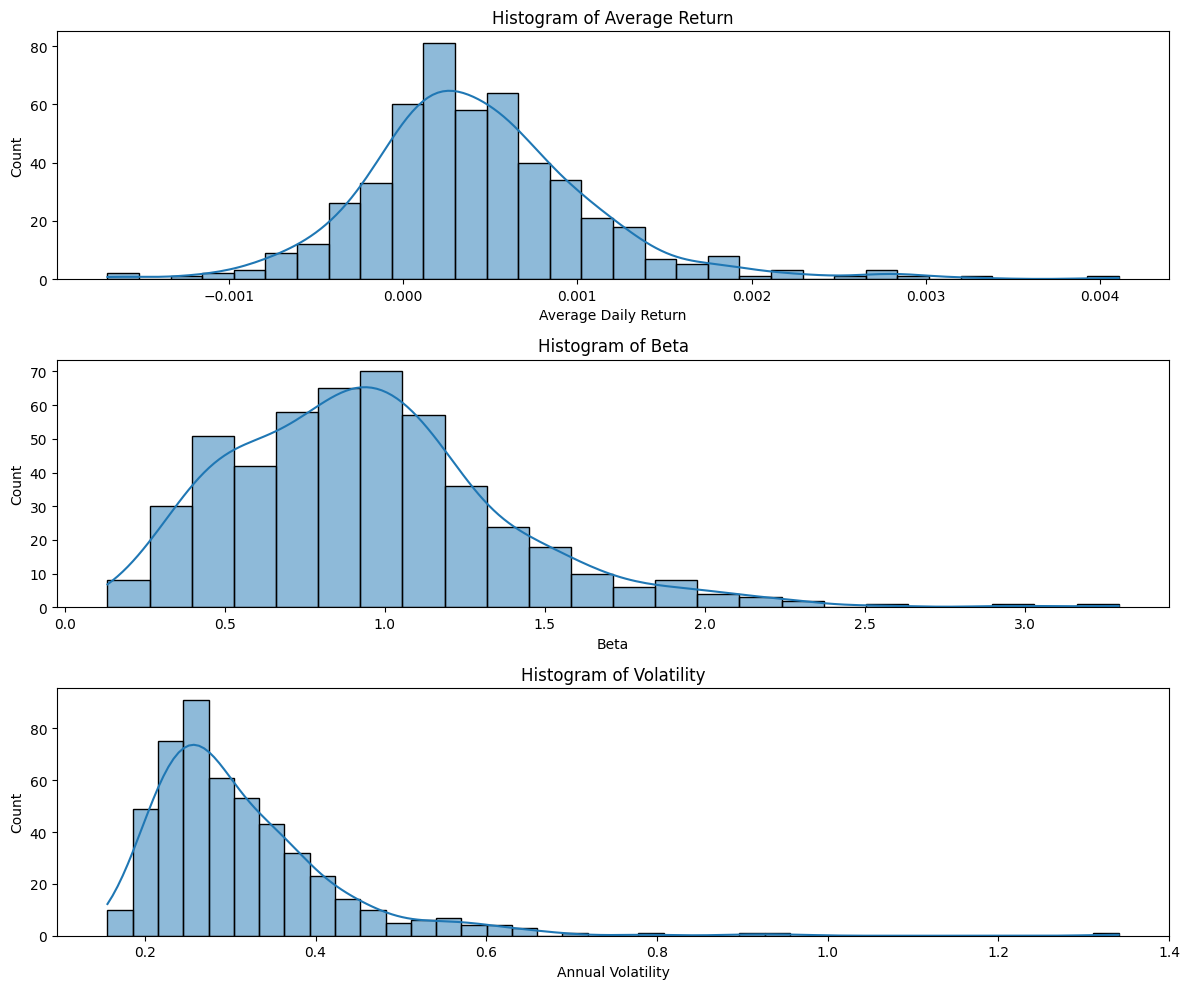 Histogram of Average Return
Count
80
60
40
20
0
−0.001 0.000 0.001 0.002 0.003 0.004
Average Daily Return
Histogram of Beta
Count
70
60
50
40
30
20
10
0
0.0 0.5 1.0 1.5 2.0 2.5 3.0
Beta
Histogram of Volatility
Count
80
60
40
20
0
0.2 0.4 0.6 0.8 1.0 1.2 1.4
Annual Volatility